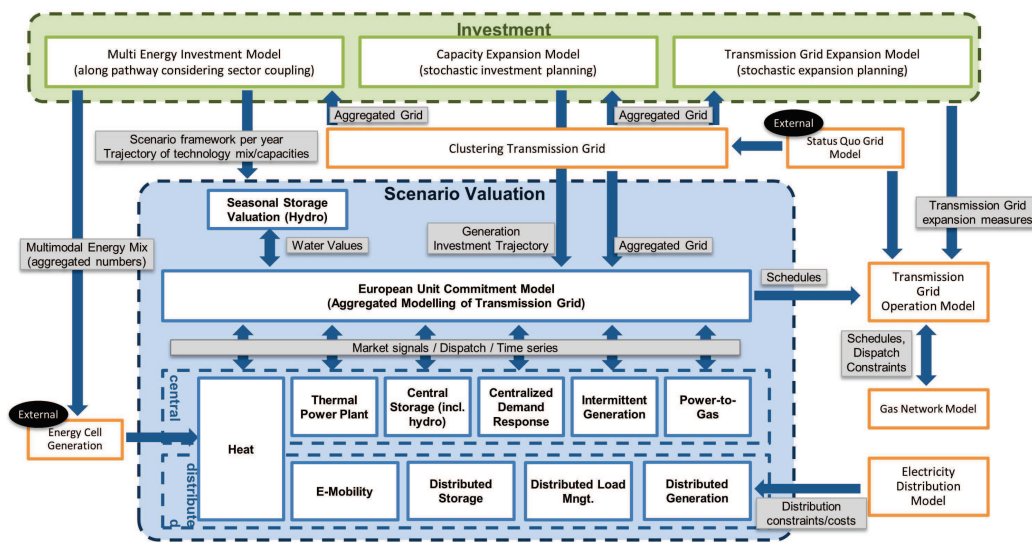 Investment
Multi Energy Investment Model
(along pathway considering sector coupling)
Capacity Expansion Model
(stochastic investment planning)
Transmission Grid Expansion Model
(stochastic expansion planning)
Aggregated Grid
Aggregated Grid
External
Scenario framework per year
Trajectory of technology mix/capacities
Clustering Transmission Grid
Status Quo Grid
Model
Scenario Valuation
Seasonal Storage
Valuation (Hydro)
Transmission Grid
expansion measures
Multimodal Energy Mix
(aggregated numbers)
Water Values
Generation
Investment Trajectory
Aggregated Grid
European Unit Commitment Model
(Aggregated Modelling of Transmission Grid)
Schedules
Transmission
Grid
Operation Model
Market signals / Dispatch / Time series
Schedules,
Dispatch
Constraints
central
Thermal
Power Plant
Central
Storage (incl.
hydro)
Centralized
Demand
Response
Intermittent
Generation
Power-to-
Gas
Gas Network Model
External
Energy Cell
Generation
Heat
distribute
d
E-Mobility
Distributed
Storage
Distributed Load
Mngt.
Distributed
Generation
Electricity
Distribution
Model
Distribution
constraints/costs